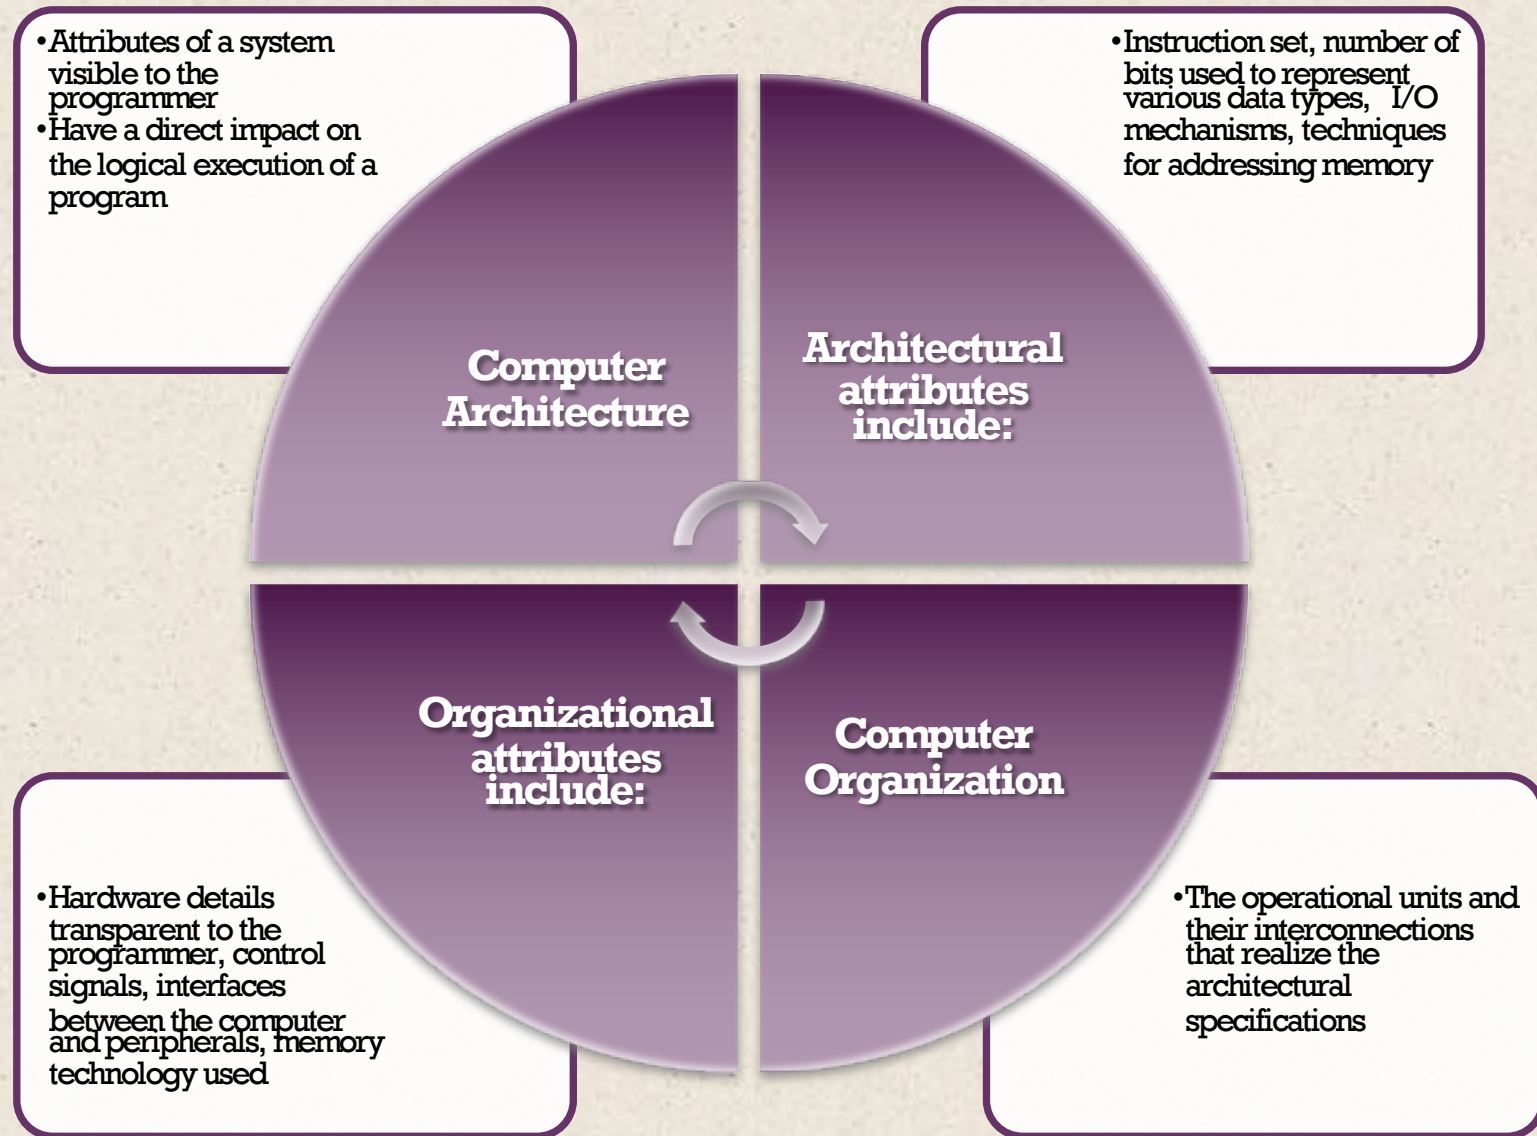 •Attributes of a system
visible to the
programmer
•Have a direct impact on
the logical execution of a
program
•Instruction set, number of
bits used to represent
various data types, I/O
mechanisms, techniques
for addressing memory
Computer
Architecture
Architectural
attributes
include:
Organizational
attributes
include:
Computer
Organization
•Hardware details
transparent to the
programmer, control
signals, interfaces
between the computer
and peripherals, memory
technology used
•The operational units and
their interconnections
that realize the
architectural
specifications